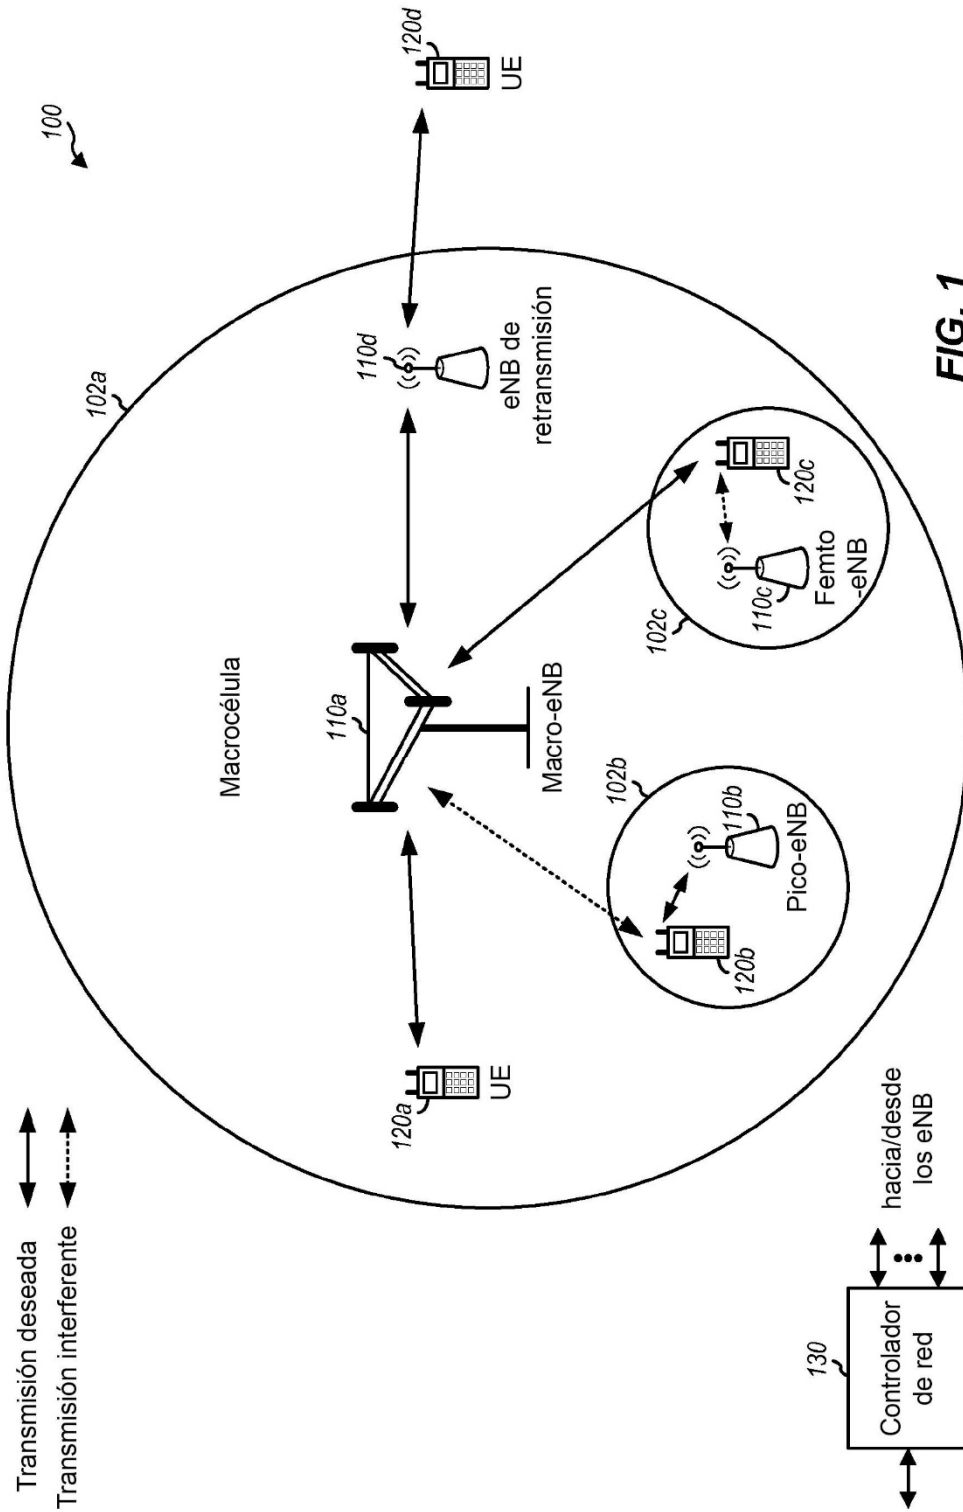 Transmisión deseada
Transmisión interferente
100
102a
Macrocélula
110a
Macro-eNB
120a
UE
110d
eNB de
retransmisión
120d
UE
102b
120b
110b
Pico-eNB
102c
110c
Femto
-eNB
120c
130
Controlador
de red
hacia/desde
los eNB
FIG. 1